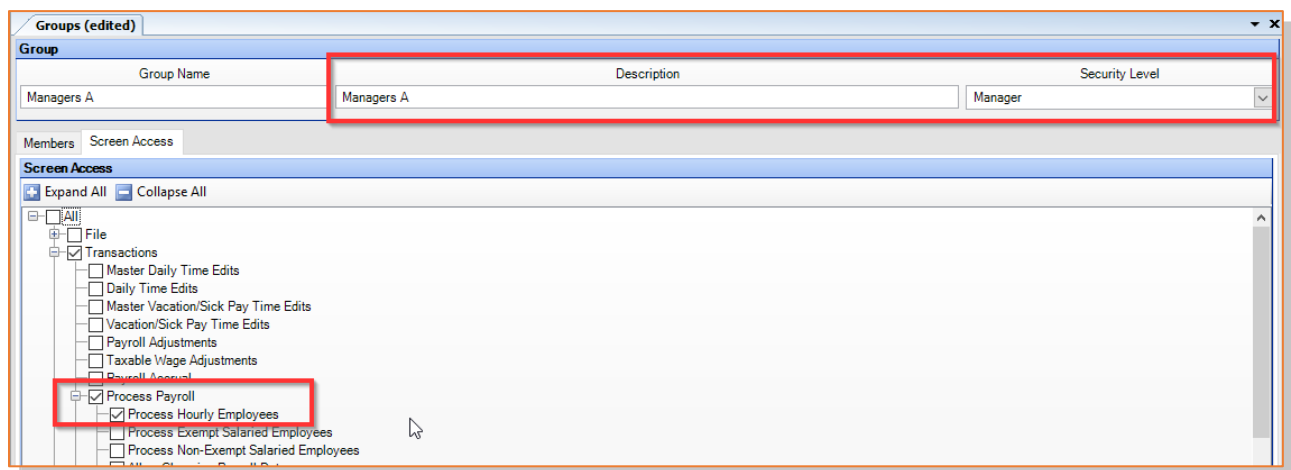 Groups (edited)
Group
Group Name Description Security Level
Managers A Managers A Manager
Members Screen Access
Screen Access
Expand All Collapse All
All
File
Transactions
Master Daily Time Edits
Daily Time Edits
Master Vacation/Sick Pay Time Edits
Vacation/Sick Pay Time Edits
Payroll Adjustments
Taxable Wage Adjustments
Payroll Accrual
Process Payroll
Process Hourly Employees
Process Exempt Salaried Employees
Process Non-Exempt Salaried Employees